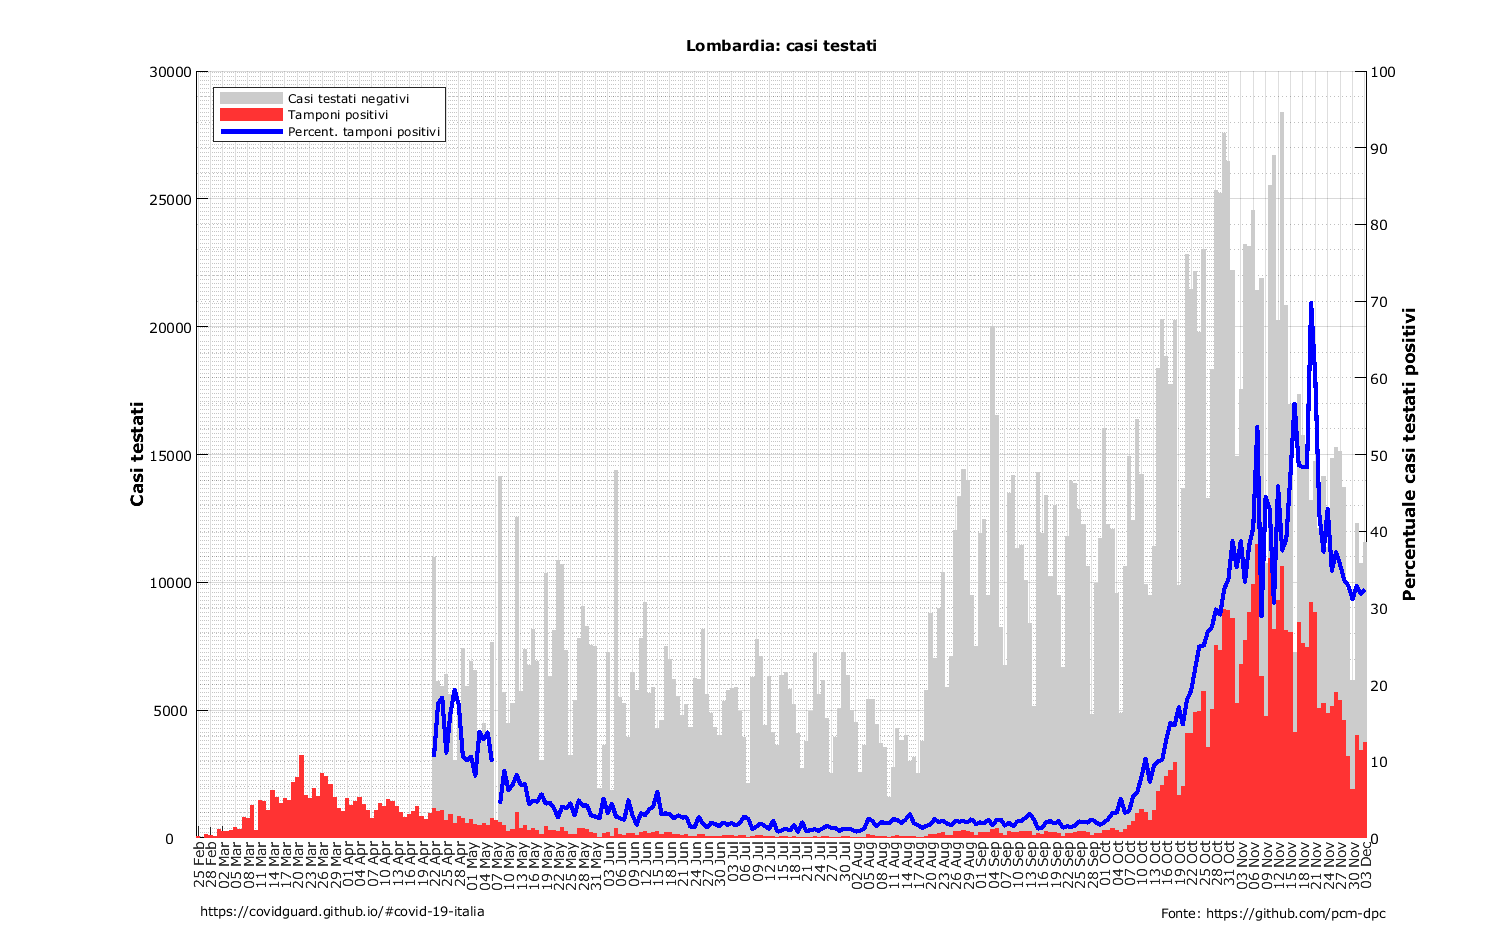 Lombardia: casi testati
30000
25000
20000
15000
10000
5000
0
Casi testati
Casi testati negativi
Tamponi positivi
Percent. tamponi positivi
100
90
80
70
60
50
40
30
20
10
0
Percentuale casi testati positivi
25 Feb
28 Feb
02 Mar
05 Mar
08 Mar
11 Mar
14 Mar
17 Mar
20 Mar
23 Mar
26 Mar
29 Mar
01 Apr
04 Apr
07 Apr
10 Apr
13 Apr
16 Apr
19 Apr
22 Apr
25 Apr
28 Apr
01 May
04 May
07 May
10 May
13 May
16 May
19 May
22 May
25 May
28 May
31 May
03 Jun
06 Jun
09 Jun
12 Jun
15 Jun
18 Jun
21 Jun
24 Jun
27 Jun
30 Jun
03 Jul
06 Jul
09 Jul
12 Jul
15 Jul
18 Jul
21 Jul
24 Jul
27 Jul
30 Jul
02 Aug
05 Aug
08 Aug
11 Aug
14 Aug
17 Aug
20 Aug
23 Aug
26 Aug
29 Aug
01 Sep
04 Sep
07 Sep
10 Sep
13 Sep
16 Sep
19 Sep
22 Sep
25 Sep
28 Sep
01 Oct
04 Oct
07 Oct
10 Oct
13 Oct
16 Oct
19 Oct
22 Oct
25 Oct
28 Oct
31 Oct
03 Nov
06 Nov
09 Nov
12 Nov
15 Nov
18 Nov
21 Nov
24 Nov
27 Nov
30 Nov
03 Dec
https://covidguard.github.io/#covid-19-italia
Fonte: https://github.com/pcm-dpc